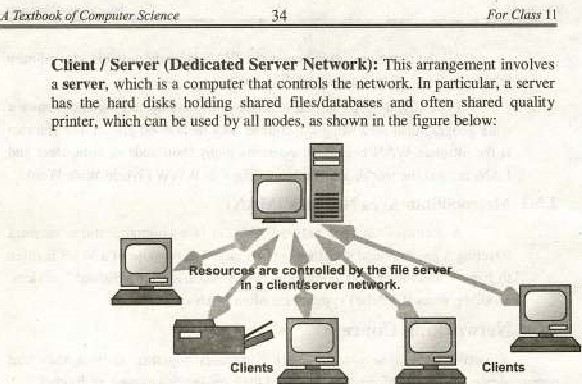 A Textbook of Computer Science 34 For Class 11
Client / Server (Dedicated Server Network): This arrangement involves
a server, which is a computer that controls the network. In particular, a server
has the hard disks holding shared files/databases and often shared quality
printer, which can be used by all nodes, as shown in the figure below:
Resources are controlled by the file server
in a client/server network.
Clients Clients